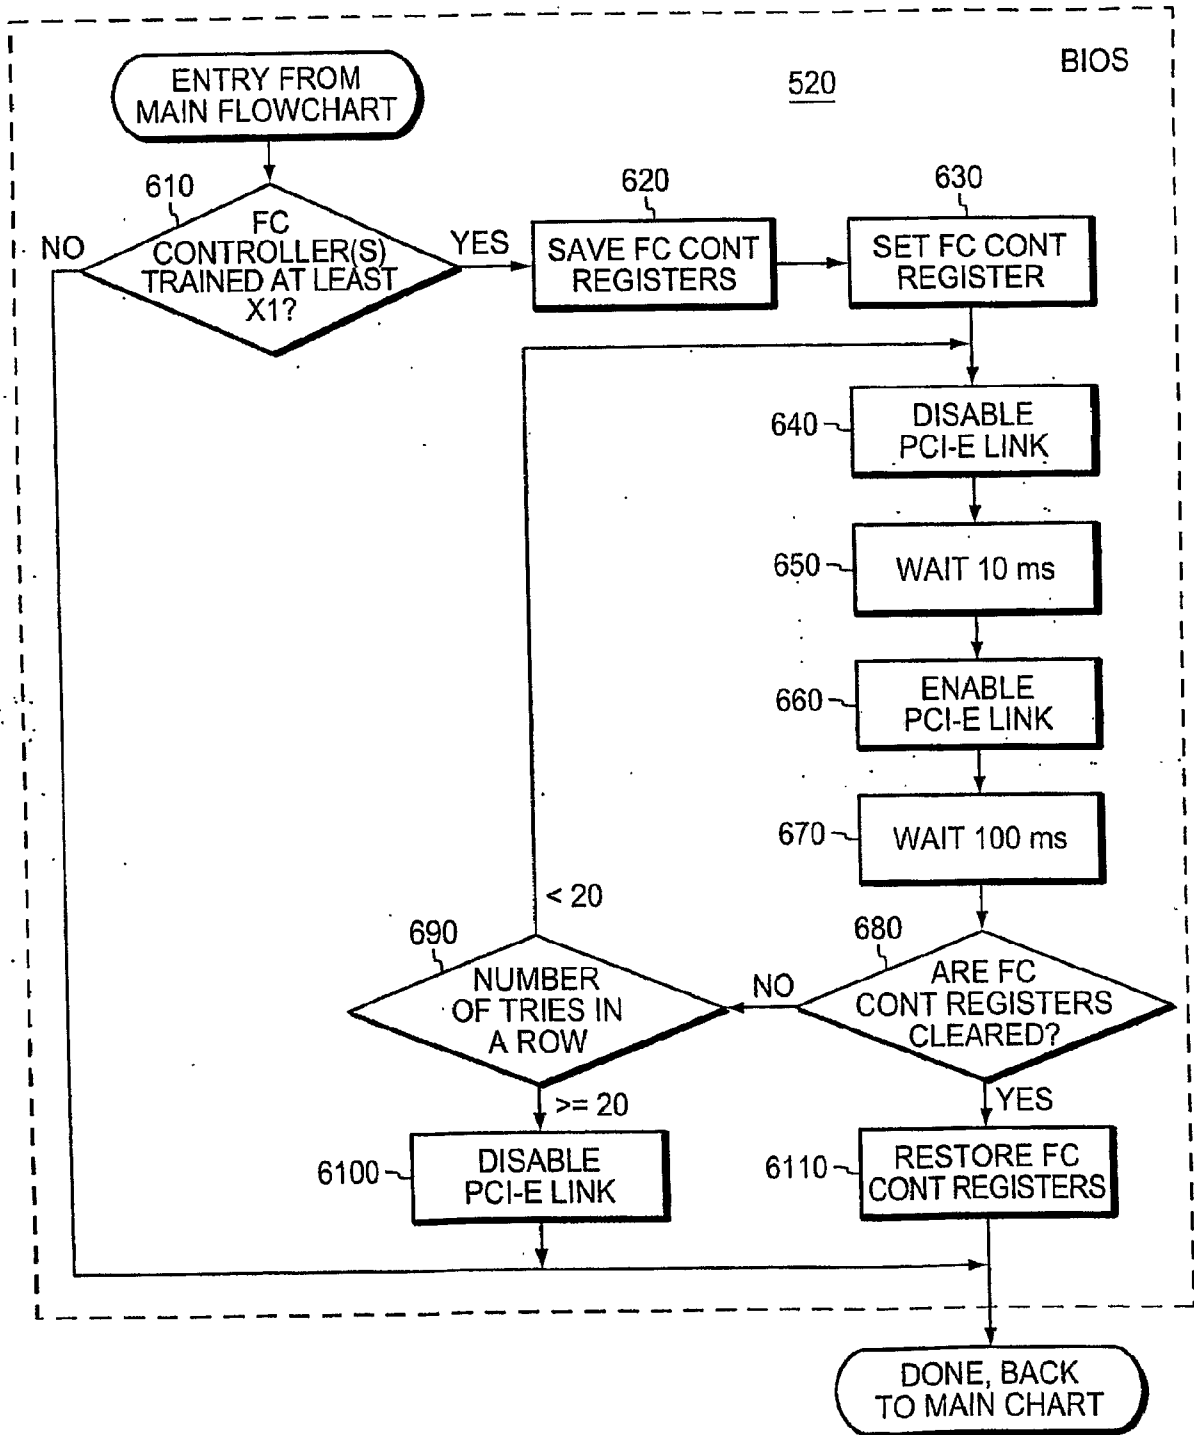 BIOS
520
ENTRY FROM
MAIN FLOWCHART
610
FC
CONTROLLER(S)
TRAINED AT LEAST
X1?
NO
YES
620
SAVE FC CONT
REGISTERS
630
SET FC CONT
REGISTER
640
DISABLE
PCI-E LINK
650
WAIT 10 ms
660
ENABLE
PCI-E LINK
670
WAIT 100 ms
680
ARE FC
CONT REGISTERS
CLEARED?
NO
YES
690
NUMBER
OF TRIES IN
A ROW
< 20
>= 20
6100
DISABLE
PCI-E LINK
6110
RESTORE FC
CONT REGISTERS
DONE, BACK
TO MAIN CHART